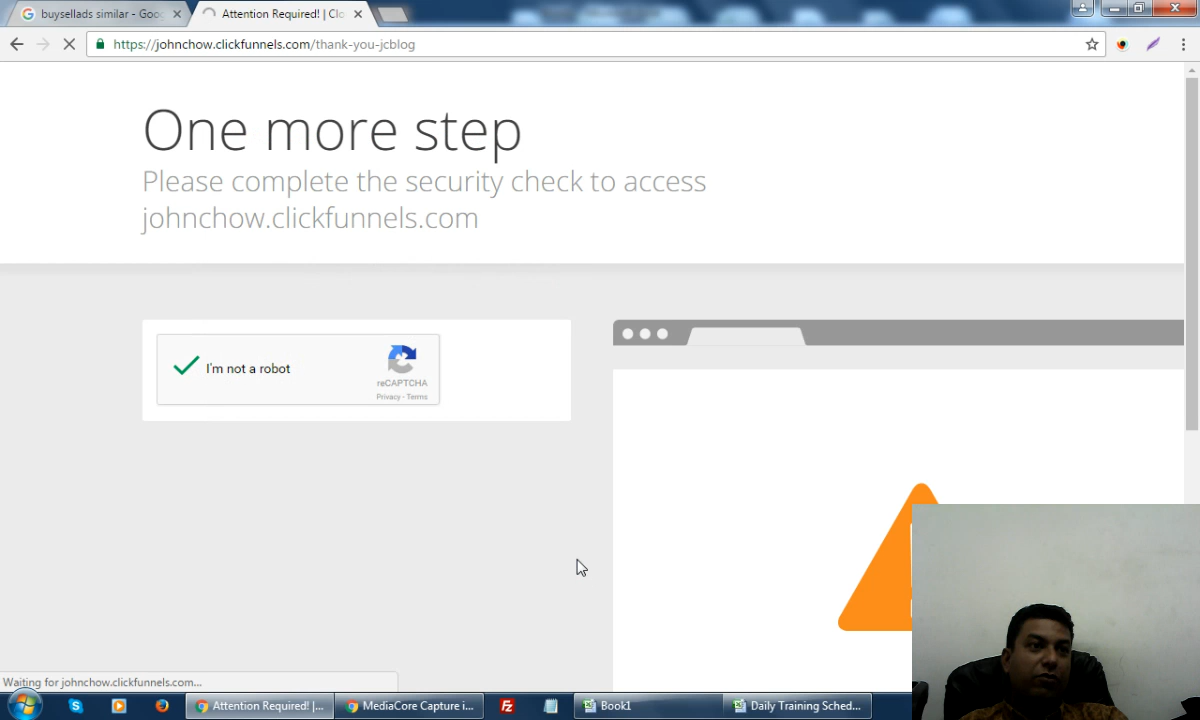 buysellads similar - Goo
Attention Required! | Clo
https://johnchow.clickfunnels.com/thank-you-jcblog
One more step
Please complete the security check to access
johnchow.clickfunnels.com
I'm not a robot
reCAPTCHA
Privacy - Terms
Waiting for johnchow.clickfunnels.com...
Attention Required! |...
MediaCore Capture i...
Book1
Daily Training Sched...